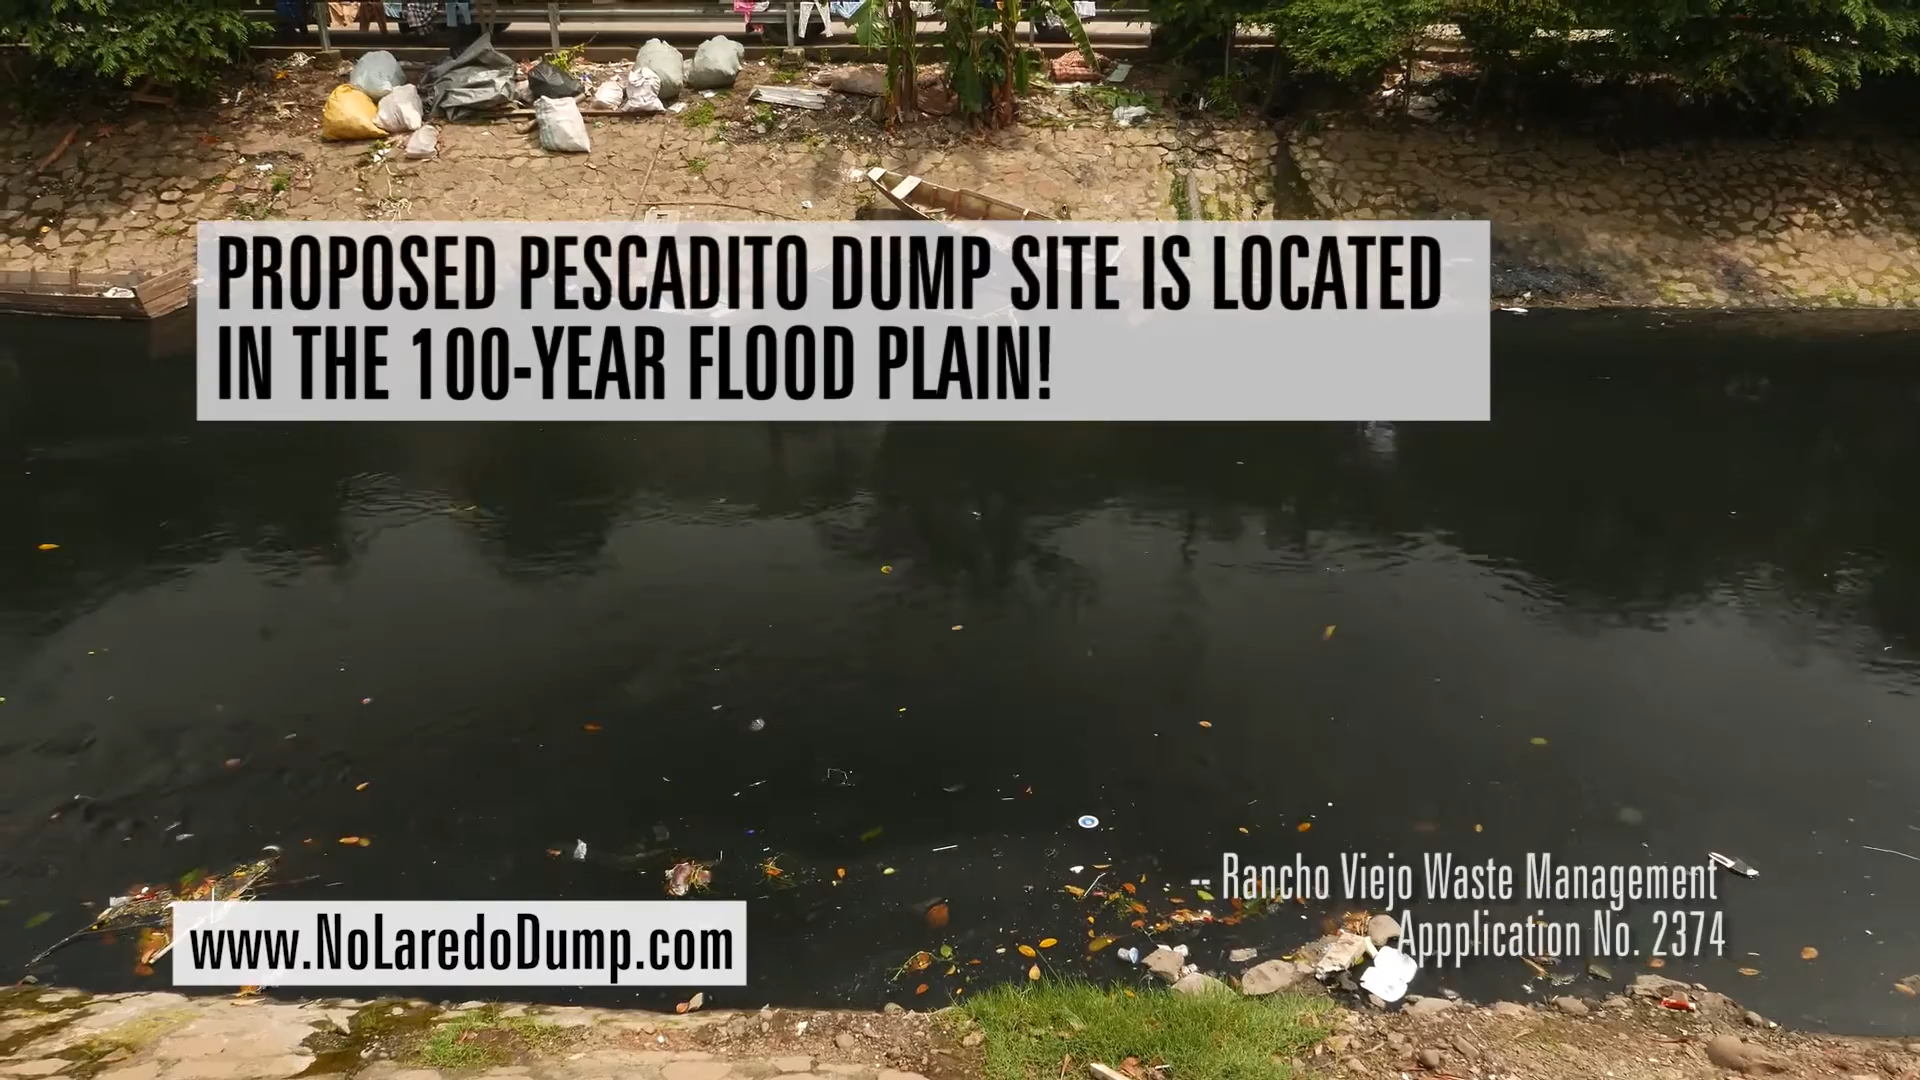 PROPOSED PESCADITO DUMP SITE IS LOCATED
IN THE 100-YEAR FLOOD PLAIN!
-- Rancho Viejo Waste Management
Appplication No. 2374
www.NoLaredoDump.com